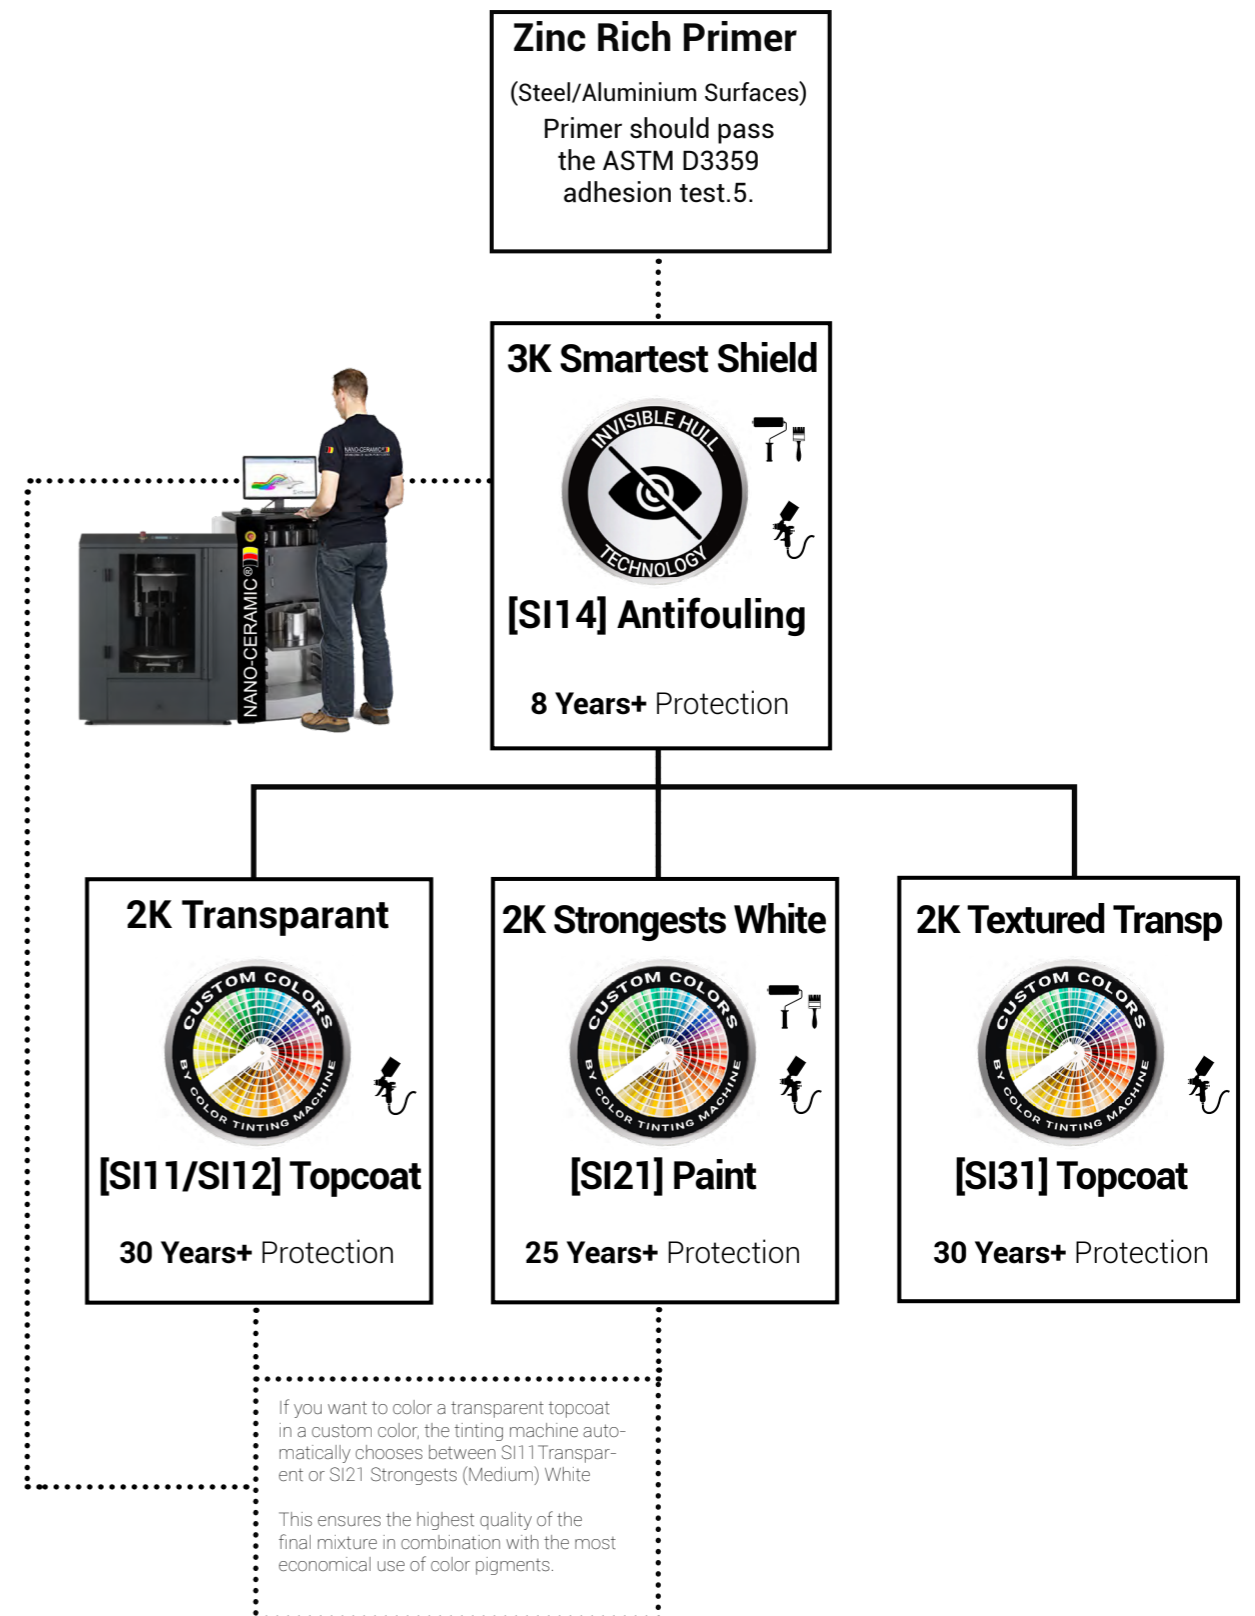 Zinc Rich Primer
(Steel/Aluminium Surfaces)
Primer should pass
the ASTM D3359
adhesion test.5.
3K Smartest Shield
INVISIBLE HULL
TECHNOLOGY
[SI14] Antifouling
8 Years+ Protection
NANO-CERAMIC®
NANO-CERAMIC®
2K Transparant
CUSTOM COLORS
BY COLOR TINTING MACHINE
[SI11/SI12] Topcoat
30 Years+ Protection
2K Strongests White
CUSTOM COLORS
BY COLOR TINTING MACHINE
[SI21] Paint
25 Years+ Protection
2K Textured Transp
CUSTOM COLORS
BY COLOR TINTING MACHINE
[SI31] Topcoat
30 Years+ Protection
If you want to color a transparent topcoat
in a custom color, the tinting machine auto-
matically chooses between SI11Transpar-
ent or SI21 Strongests (Medium) White
This ensures the highest quality of the
final mixture in combination with the most
economical use of color pigments.